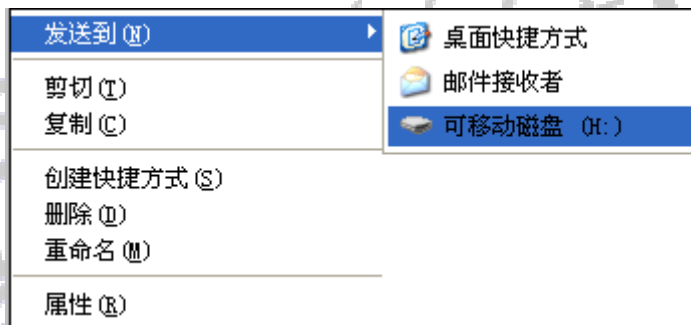 发送到(N)
剪切(T)
复制(C)
创建快捷方式(S)
删除(D)
重命名(M)
属性(R)
桌面快捷方式
邮件接收者
可移动磁盘 (H:)